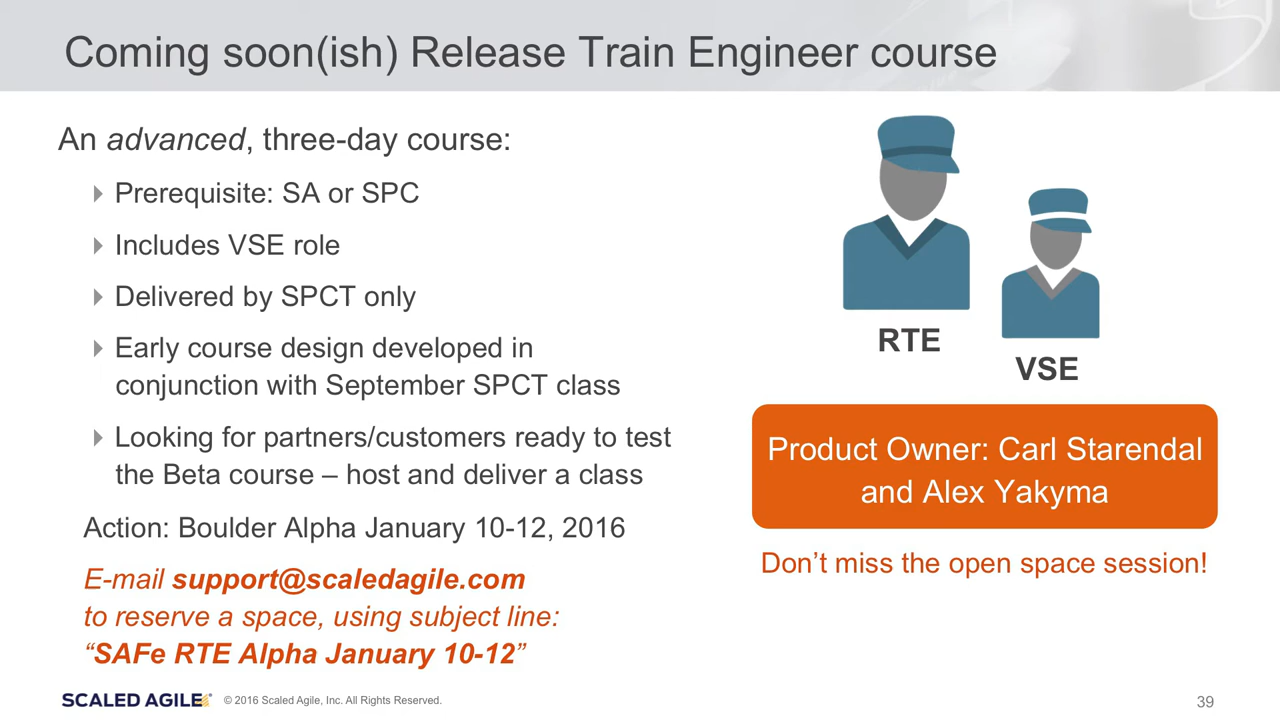 Coming soon(ish) Release Train Engineer course
An advanced, three-day course:
Prerequisite: SA or SPC
Includes VSE role
Delivered by SPCT only
Early course design developed in
conjunction with September SPCT class
Looking for partners/customers ready to test
the Beta course – host and deliver a class
Action: Boulder Alpha January 10-12, 2016
E-mail support@scaledagile.com
to reserve a space, using subject line:
“SAFe RTE Alpha January 10-12”
RTE
VSE
Product Owner: Carl Starendal
and Alex Yakyma
Don’t miss the open space session!
SCALED AGILE®
© 2016 Scaled Agile, Inc. All Rights Reserved.
39